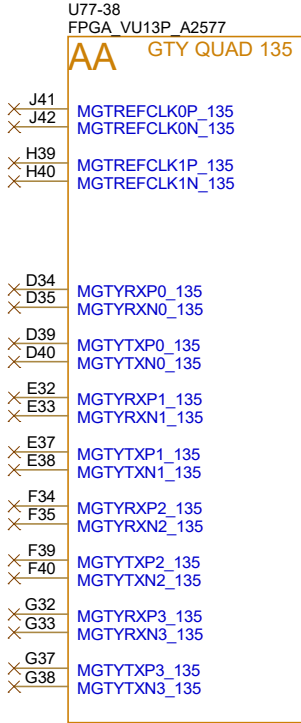 U77-38
FPGA_VU13P_A2577
AA GTY QUAD 135
J41 MGTREFCLK0P_135
J42 MGTREFCLK0N_135
H39 MGTREFCLK1P_135
H40 MGTREFCLK1N_135
D34 MGTYRXP0_135
D35 MGTYRXN0_135
D39 MGTYTXP0_135
D40 MGTYTXN0_135
E32 MGTYRXP1_135
E33 MGTYRXN1_135
E37 MGTYTXP1_135
E38 MGTYTXN1_135
F34 MGTYRXP2_135
F35 MGTYRXN2_135
F39 MGTYTXP2_135
F40 MGTYTXN2_135
G32 MGTYRXP3_135
G33 MGTYRXN3_135
G37 MGTYTXP3_135
G38 MGTYTXN3_135